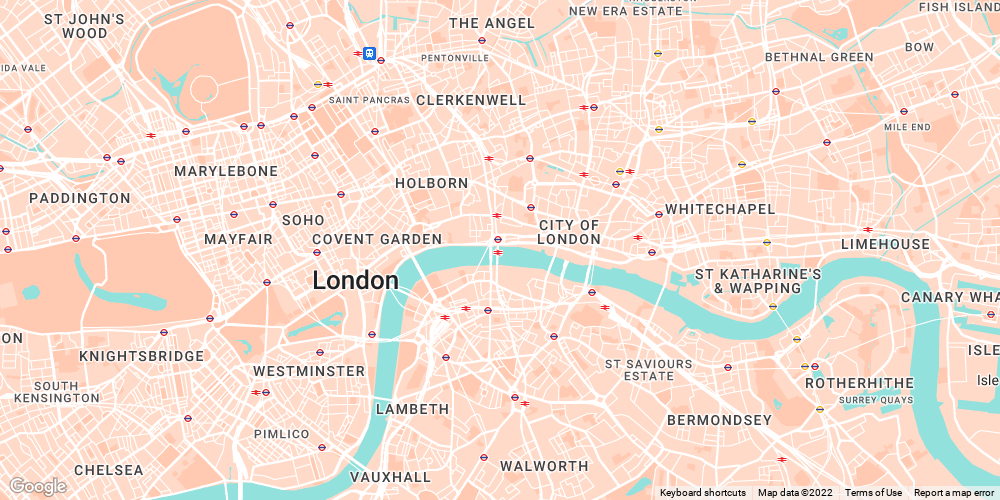 FISH ISLAND
NEW ERA ESTATE
ST JOHN'S
WOOD
THE ANGEL
BOW
PENTONVILLE
BETHNAL GREEN
IDA VALE
SAINT PANCRAS
CLERKENWELL
MILE END
MARYLEBONE
HOLBORN
PADDINGTON
WHITECHAPEL
SOHO
CITY OF
LONDON
MAYFAIR
COVENT GARDEN
LIMEHOUSE
London
ST KATHARINE'S
& WAPPING
CANARY WHA
ON
KNIGHTSBRIDGE
ISLE
WESTMINSTER
ST SAVIOURS
ESTATE
Isle
SOUTH
KENSINGTON
ROTHERHITHE
SURREY QUAYS
LAMBETH
BERMONDSEY
PIMLICO
CHELSEA
VAUXHALL
WALWORTH
Google
Keyboard shortcuts
Map data ©2022
Terms of Use
Report a map error